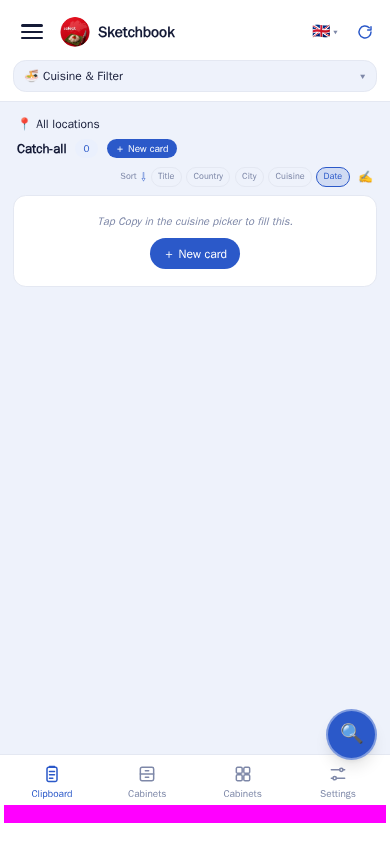 Sketchbook
Cuisine & Filter
All locations
Catch-all 0 + New card
Sort Title Country City Cuisine Date
Tap Copy in the cuisine picker to fill this.
+ New card
Clipboard Cabinets Cabinets Settings